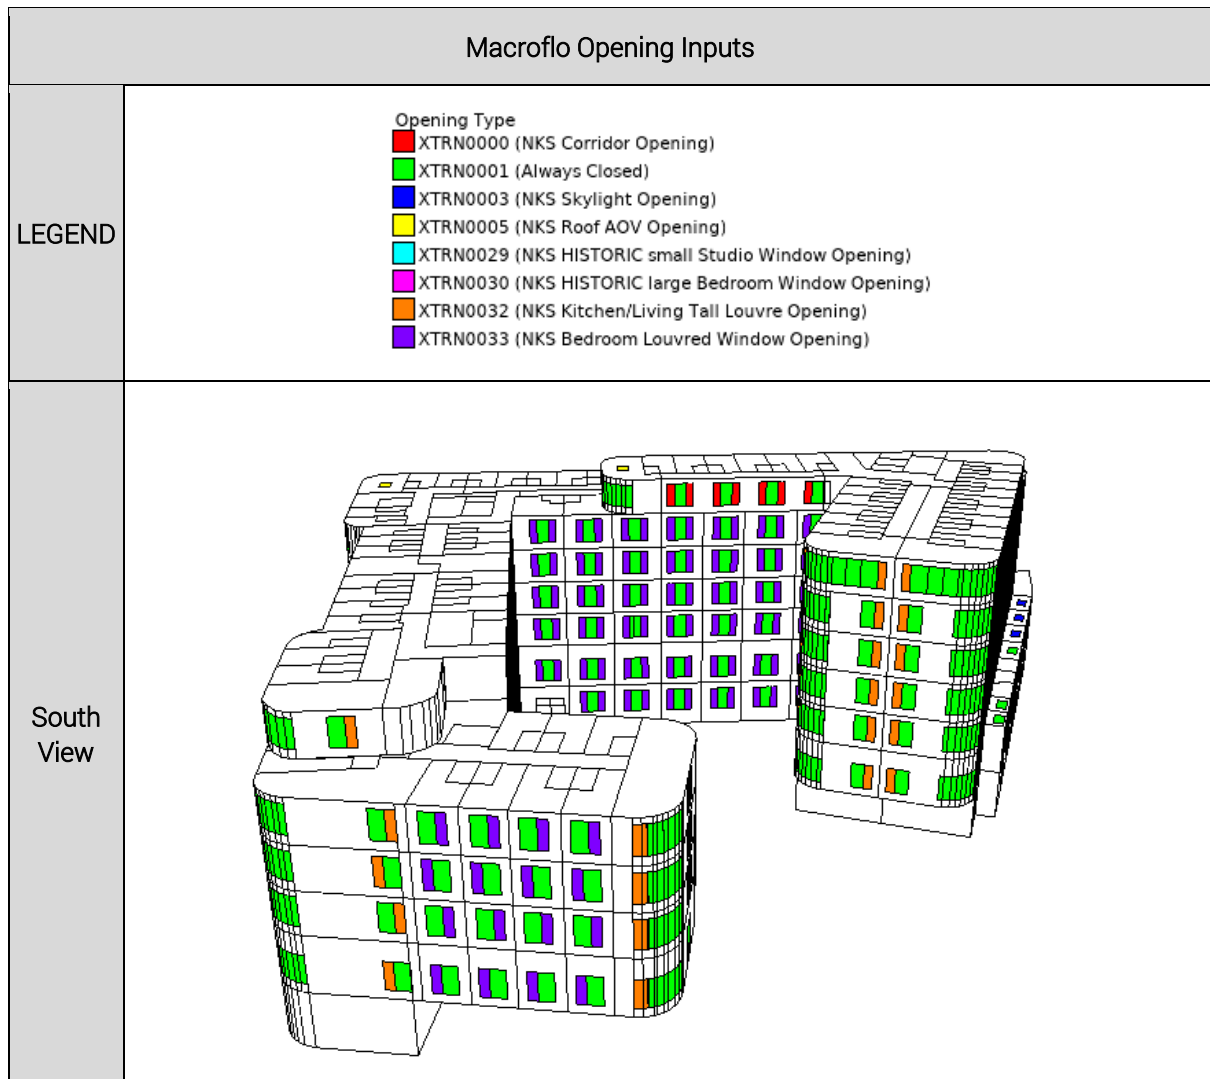 Macroflo Opening Inputs
LEGEND
Opening Type
XTRN0000 (NKS Corridor Opening)
XTRN0001 (Always Closed)
XTRN0003 (NKS Skylight Opening)
XTRN0005 (NKS Roof AOV Opening)
XTRN0029 (NKS HISTORIC small Studio Window Opening)
XTRN0030 (NKS HISTORIC large Bedroom Window Opening)
XTRN0032 (NKS Kitchen/Living Tall Louvre Opening)
XTRN0033 (NKS Bedroom Louvred Window Opening)
South
View